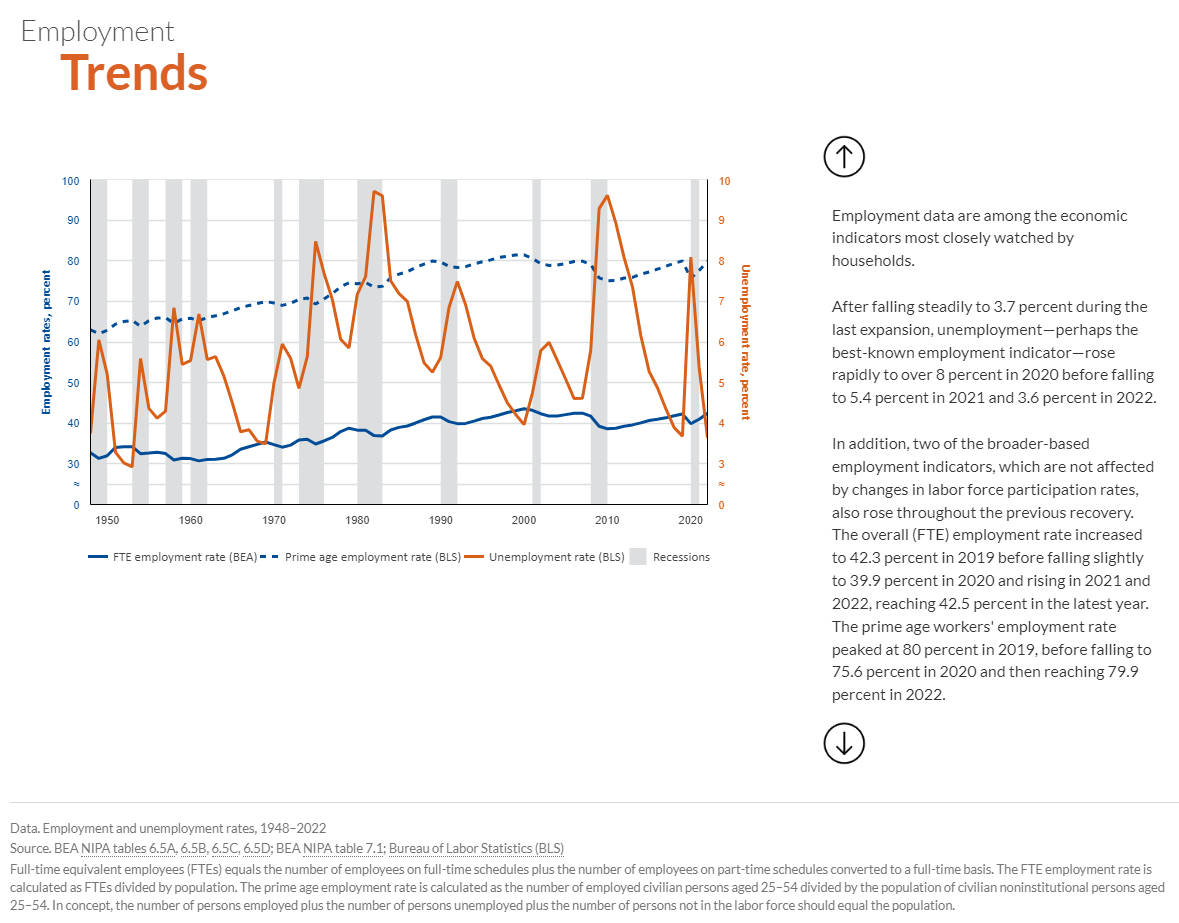 Employment
Trends
100
90
80
70
60
50
40
30
≈
0
Employment rates, percent
10
9
8
7
6
5
4
3
≈
0
Unemployment rate, percent
1950 1960 1970 1980 1990 2000 2010 2020
FTE employment rate (BEA) Prime age employment rate (BLS) Unemployment rate (BLS) Recessions
Employment data are among the economic
indicators most closely watched by
households.
After falling steadily to 3.7 percent during the
last expansion, unemployment—perhaps the
best-known employment indicator—rose
rapidly to over 8 percent in 2020 before falling
to 5.4 percent in 2021 and 3.6 percent in 2022.
In addition, two of the broader-based
employment indicators, which are not affected
by changes in labor force participation rates,
also rose throughout the previous recovery.
The overall (FTE) employment rate increased
to 42.3 percent in 2019 before falling slightly
to 39.9 percent in 2020 and rising in 2021 and
2022, reaching 42.5 percent in the latest year.
The prime age workers' employment rate
peaked at 80 percent in 2019, before falling to
75.6 percent in 2020 and then reaching 79.9
percent in 2022.
Data. Employment and unemployment rates, 1948–2022
Source. BEA NIPA tables 6.5A, 6.5B, 6.5C, 6.5D; BEA NIPA table 7.1; Bureau of Labor Statistics (BLS)
Full-time equivalent employees (FTEs) equals the number of employees on full-time schedules plus the number of employees on part-time schedules converted to a full-time basis. The FTE employment rate is
calculated as FTEs divided by population. The prime age employment rate is calculated as the number of employed civilian persons aged 25–54 divided by the population of civilian noninstitutional persons aged
25–54. In concept, the number of persons employed plus the number of persons unemployed plus the number of persons not in the labor force should equal the population.